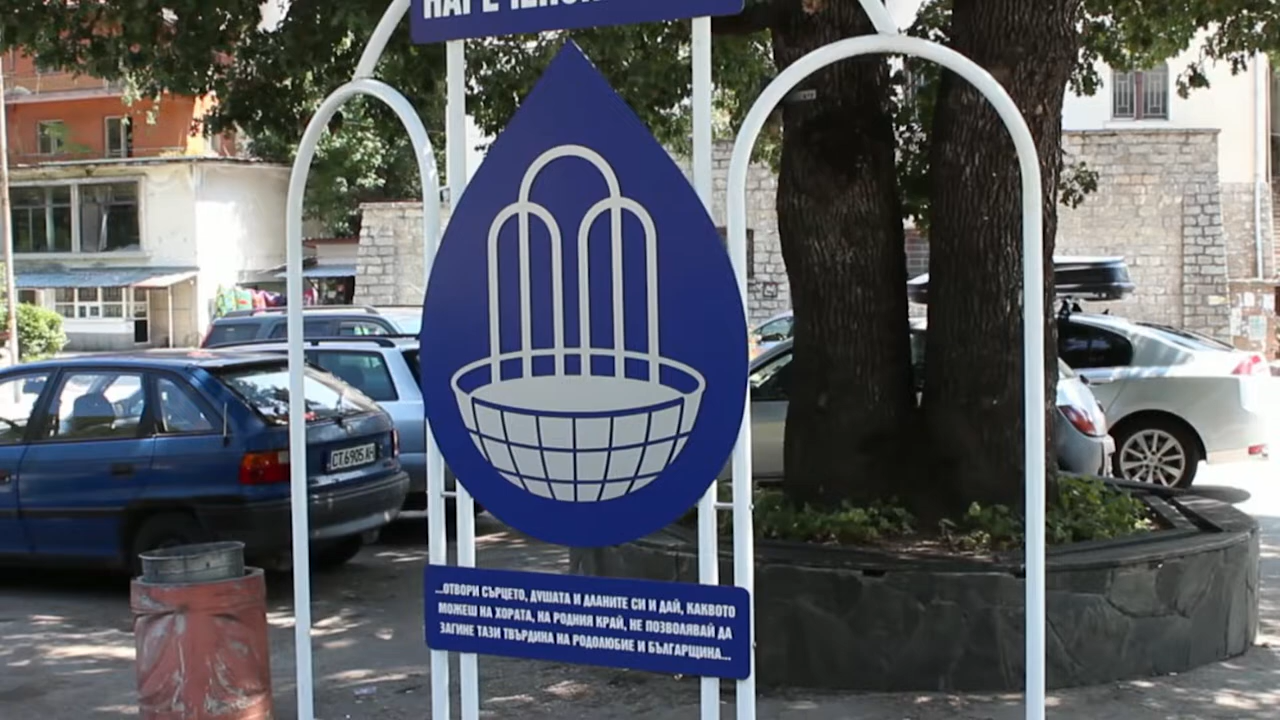 ...ОТВОРИ СЪРЦЕТО, ДУШАТА И ДЛАНИТЕ СИ И ДАЙ, КАКВОТО
МОЖЕШ НА ХОРАТА, НА РОДНИЯ КРАЙ, НЕ ПОЗВОЛЯВАЙ ДА
ЗАГИНЕ ТАЗИ ТВЪРДИНА НА РОДОЛЮБИЕ И БЪЛГАРЩИНА...
CT6905AH